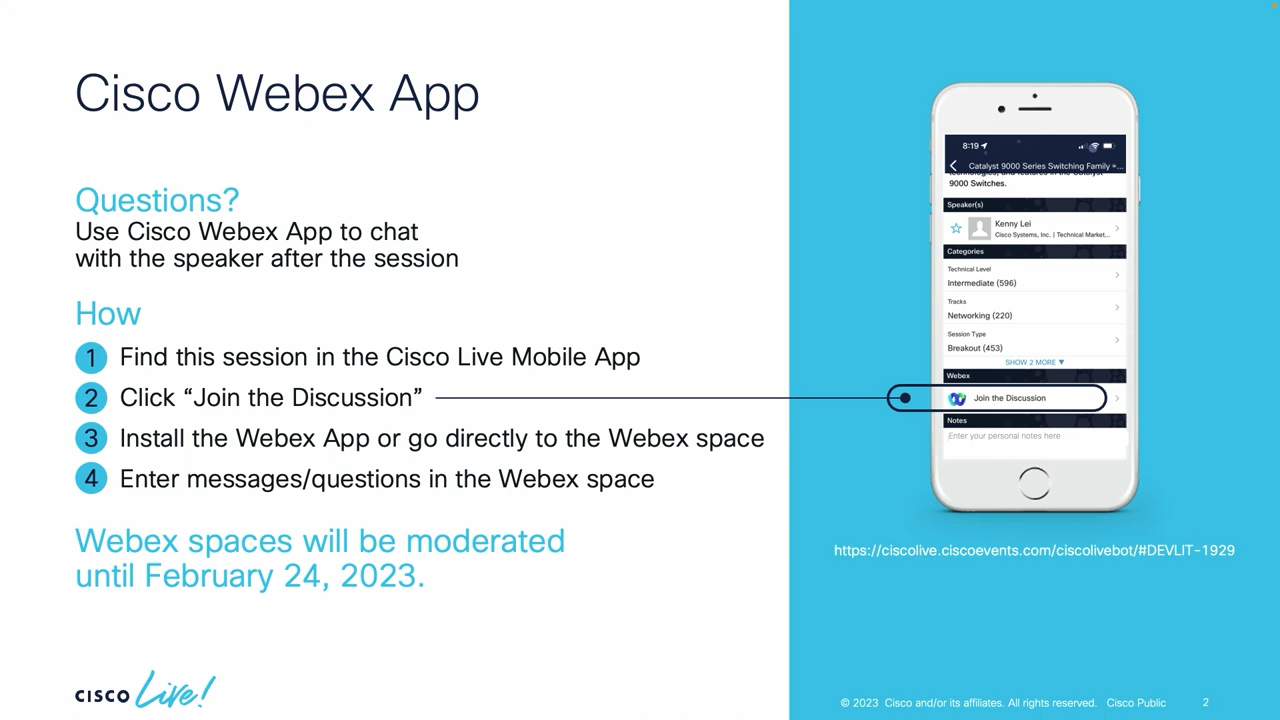 Cisco Webex App
Questions?
Use Cisco Webex App to chat
with the speaker after the session
How
1 Find this session in the Cisco Live Mobile App
2 Click “Join the Discussion”
3 Install the Webex App or go directly to the Webex space
4 Enter messages/questions in the Webex space
Webex spaces will be moderated
until February 24, 2023.
CISCO Live!
8:19
Catalyst 9000 Series Switching Family =...
technologies, and features in the Catalyst
9000 Switches.
Speaker(s)
Kenny Lei
Cisco Systems, Inc. | Technical Market...
Categories
Technical Level
Intermediate (596)
Tracks
Networking (220)
Session Type
Breakout (453)
SHOW 2 MORE
Webex
Join the Discussion
Notes
Enter your personal notes here
https://ciscolive.ciscoevents.com/ciscolivebot/#DEVLIT-1929
© 2023 Cisco and/or its affiliates. All rights reserved. Cisco Public 2